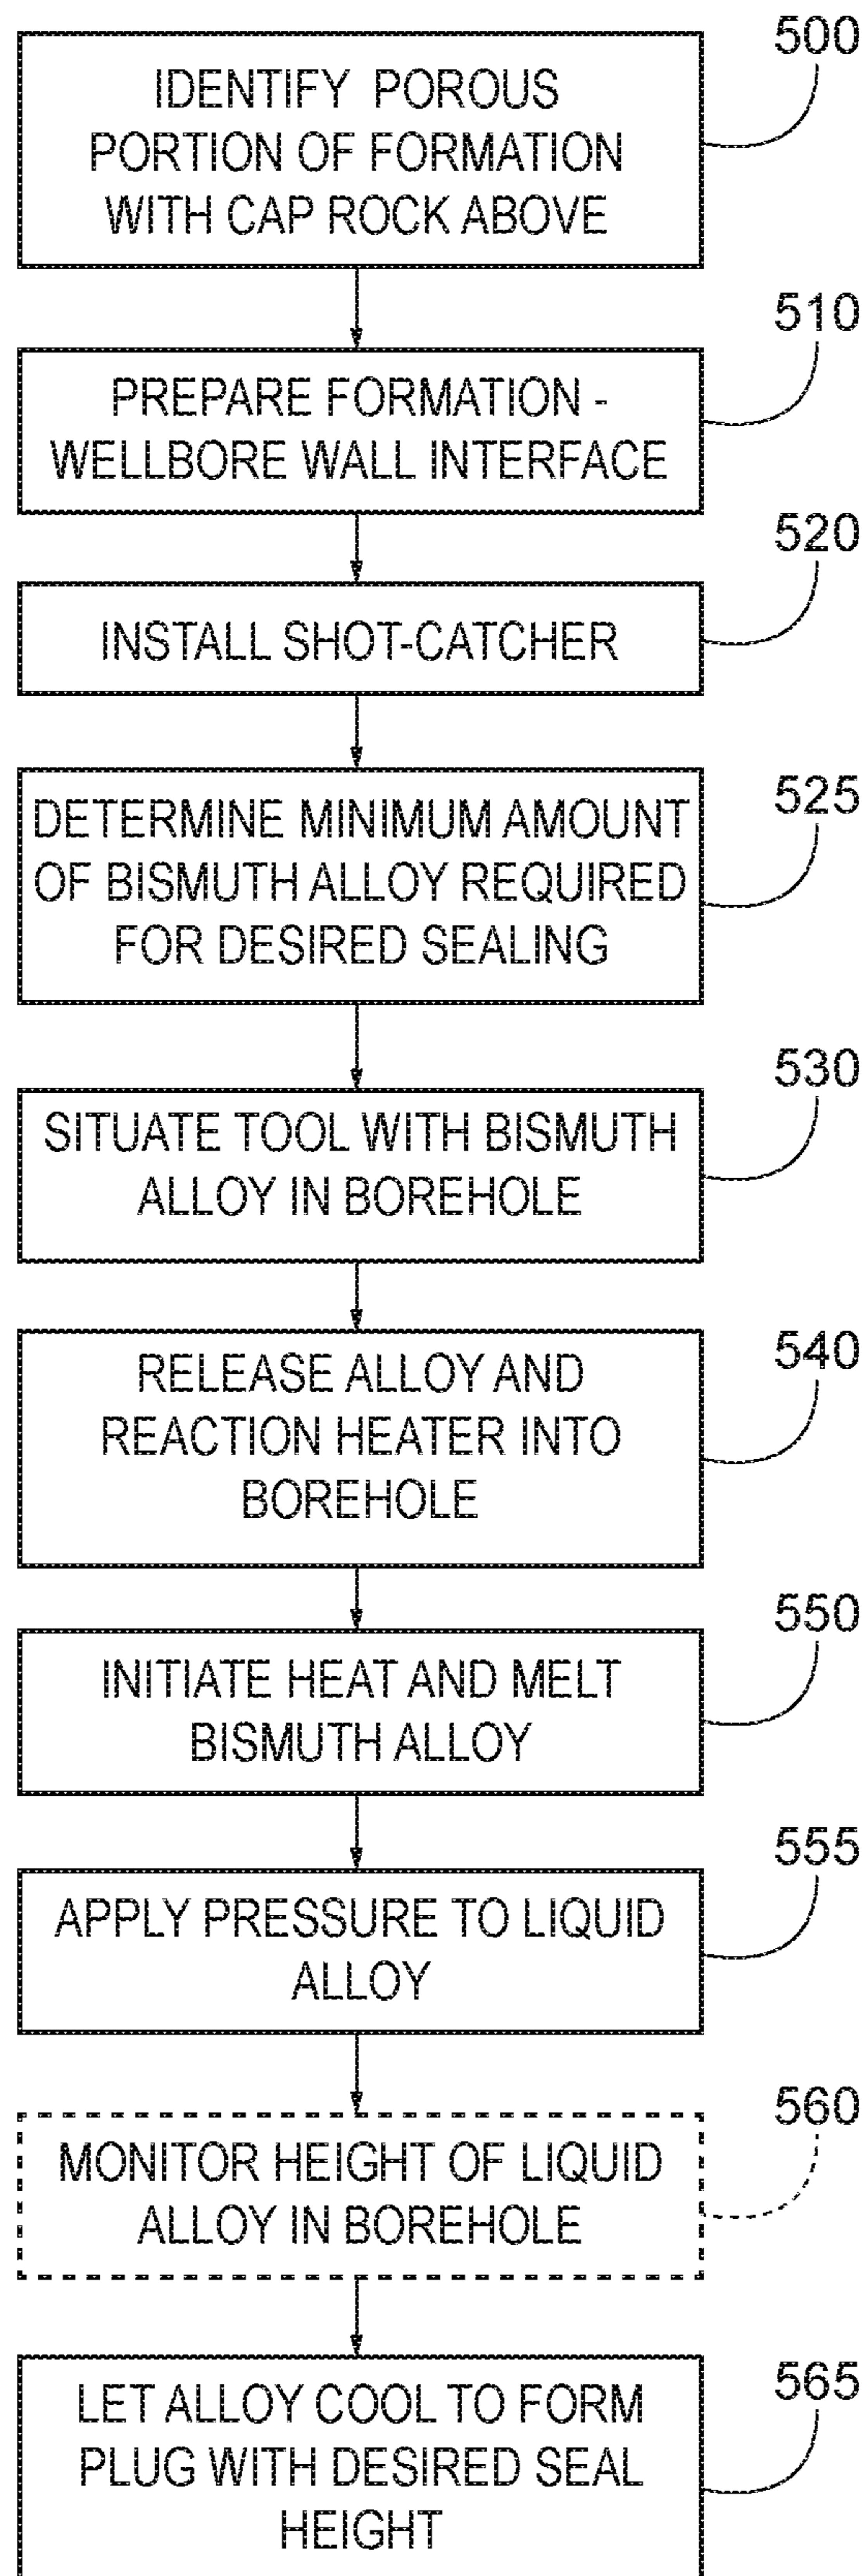 500
IDENTIFY POROUS
PORTION OF FORMATION
WITH CAP ROCK ABOVE
510
PREPARE FORMATION -
WELLBORE WALL INTERFACE
520
INSTALL SHOT-CATCHER
525
DETERMINE MINIMUM AMOUNT
OF BISMUTH ALLOY REQUIRED
FOR DESIRED SEALING
530
SITUATE TOOL WITH BISMUTH
ALLOY IN BOREHOLE
540
RELEASE ALLOY AND
REACTION HEATER INTO
BOREHOLE
550
INITIATE HEAT AND MELT
BISMUTH ALLOY
555
APPLY PRESSURE TO LIQUID
ALLOY
560
MONITOR HEIGHT OF LIQUID
ALLOY IN BOREHOLE
565
LET ALLOY COOL TO FORM
PLUG WITH DESIRED SEAL
HEIGHT